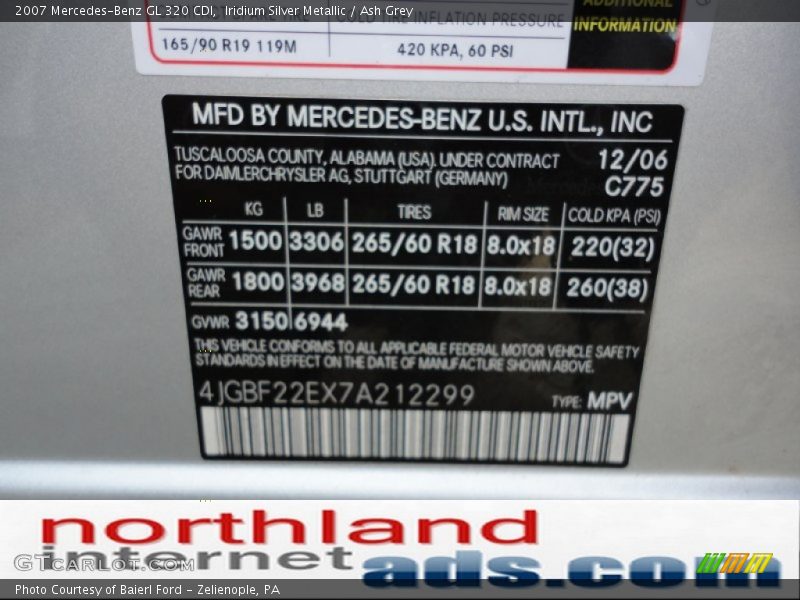 2007 Mercedes-Benz GL 320 CDI, Iridium Silver Metallic / Ash Grey
COLD TIRE INFLATION PRESSURE
ADDITIONAL
INFORMATION
165/90 R19 119M 420 KPA, 60 PSI
MFD BY MERCEDES-BENZ U.S. INTL., INC
TUSCALOOSA COUNTY, ALABAMA (USA). UNDER CONTRACT 12/06
FOR DAIMLERCHRYSLER AG, STUTTGART (GERMANY) C775
KG LB TIRES RIM SIZE COLD KPA (PSI)
GAWR FRONT 1500 3306 265/60 R18 8.0x18 220(32)
GAWR REAR 1800 3968 265/60 R18 8.0x18 260(38)
GVWR 3150 6944
THIS VEHICLE CONFORMS TO ALL APPLICABLE FEDERAL MOTOR VEHICLE SAFETY
STANDARDS IN EFFECT ON THE DATE OF MANUFACTURE SHOWN ABOVE.
4JGBF22EX7A212299 TYPE: MPV
northland
internet ads.com
GTCarLot.com
Photo Courtesy of Baierl Ford - Zelienople, PA